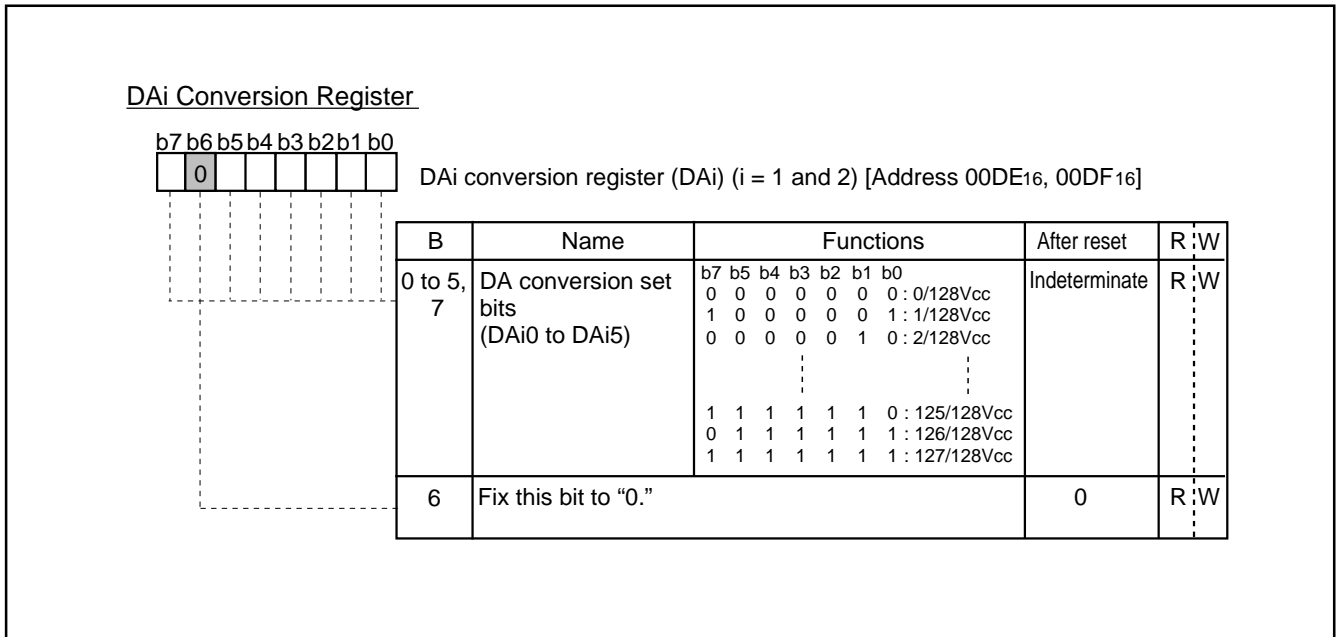 DAi Conversion Register
b7 b6 b5 b4 b3 b2 b1 b0
0
DAi conversion register (DAi) (i = 1 and 2) [Address 00DE16, 00DF16]
B Name Functions After reset R W
0 to 5, 7 DA conversion set bits (DAi0 to DAi5) Indeterminate R W
b7 b5 b4 b3 b2 b1 b0
0 0 0 0 0 0 0 : 0/128Vcc
1 0 0 0 0 0 1 : 1/128Vcc
0 0 0 0 0 1 0 : 2/128Vcc
1 1 1 1 1 1 0 : 125/128Vcc
0 1 1 1 1 1 1 : 126/128Vcc
1 1 1 1 1 1 1 : 127/128Vcc
6 Fix this bit to “0.” 0 R W